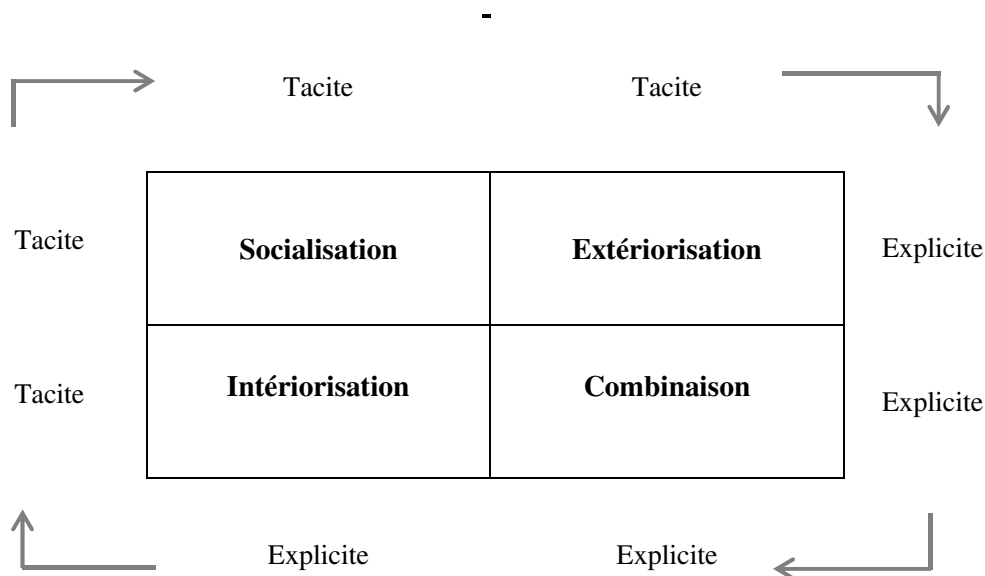 -
Tacite Tacite
Tacite Socialisation Extériorisation Explicite
Tacite Intériorisation Combinaison Explicite
Explicite Explicite